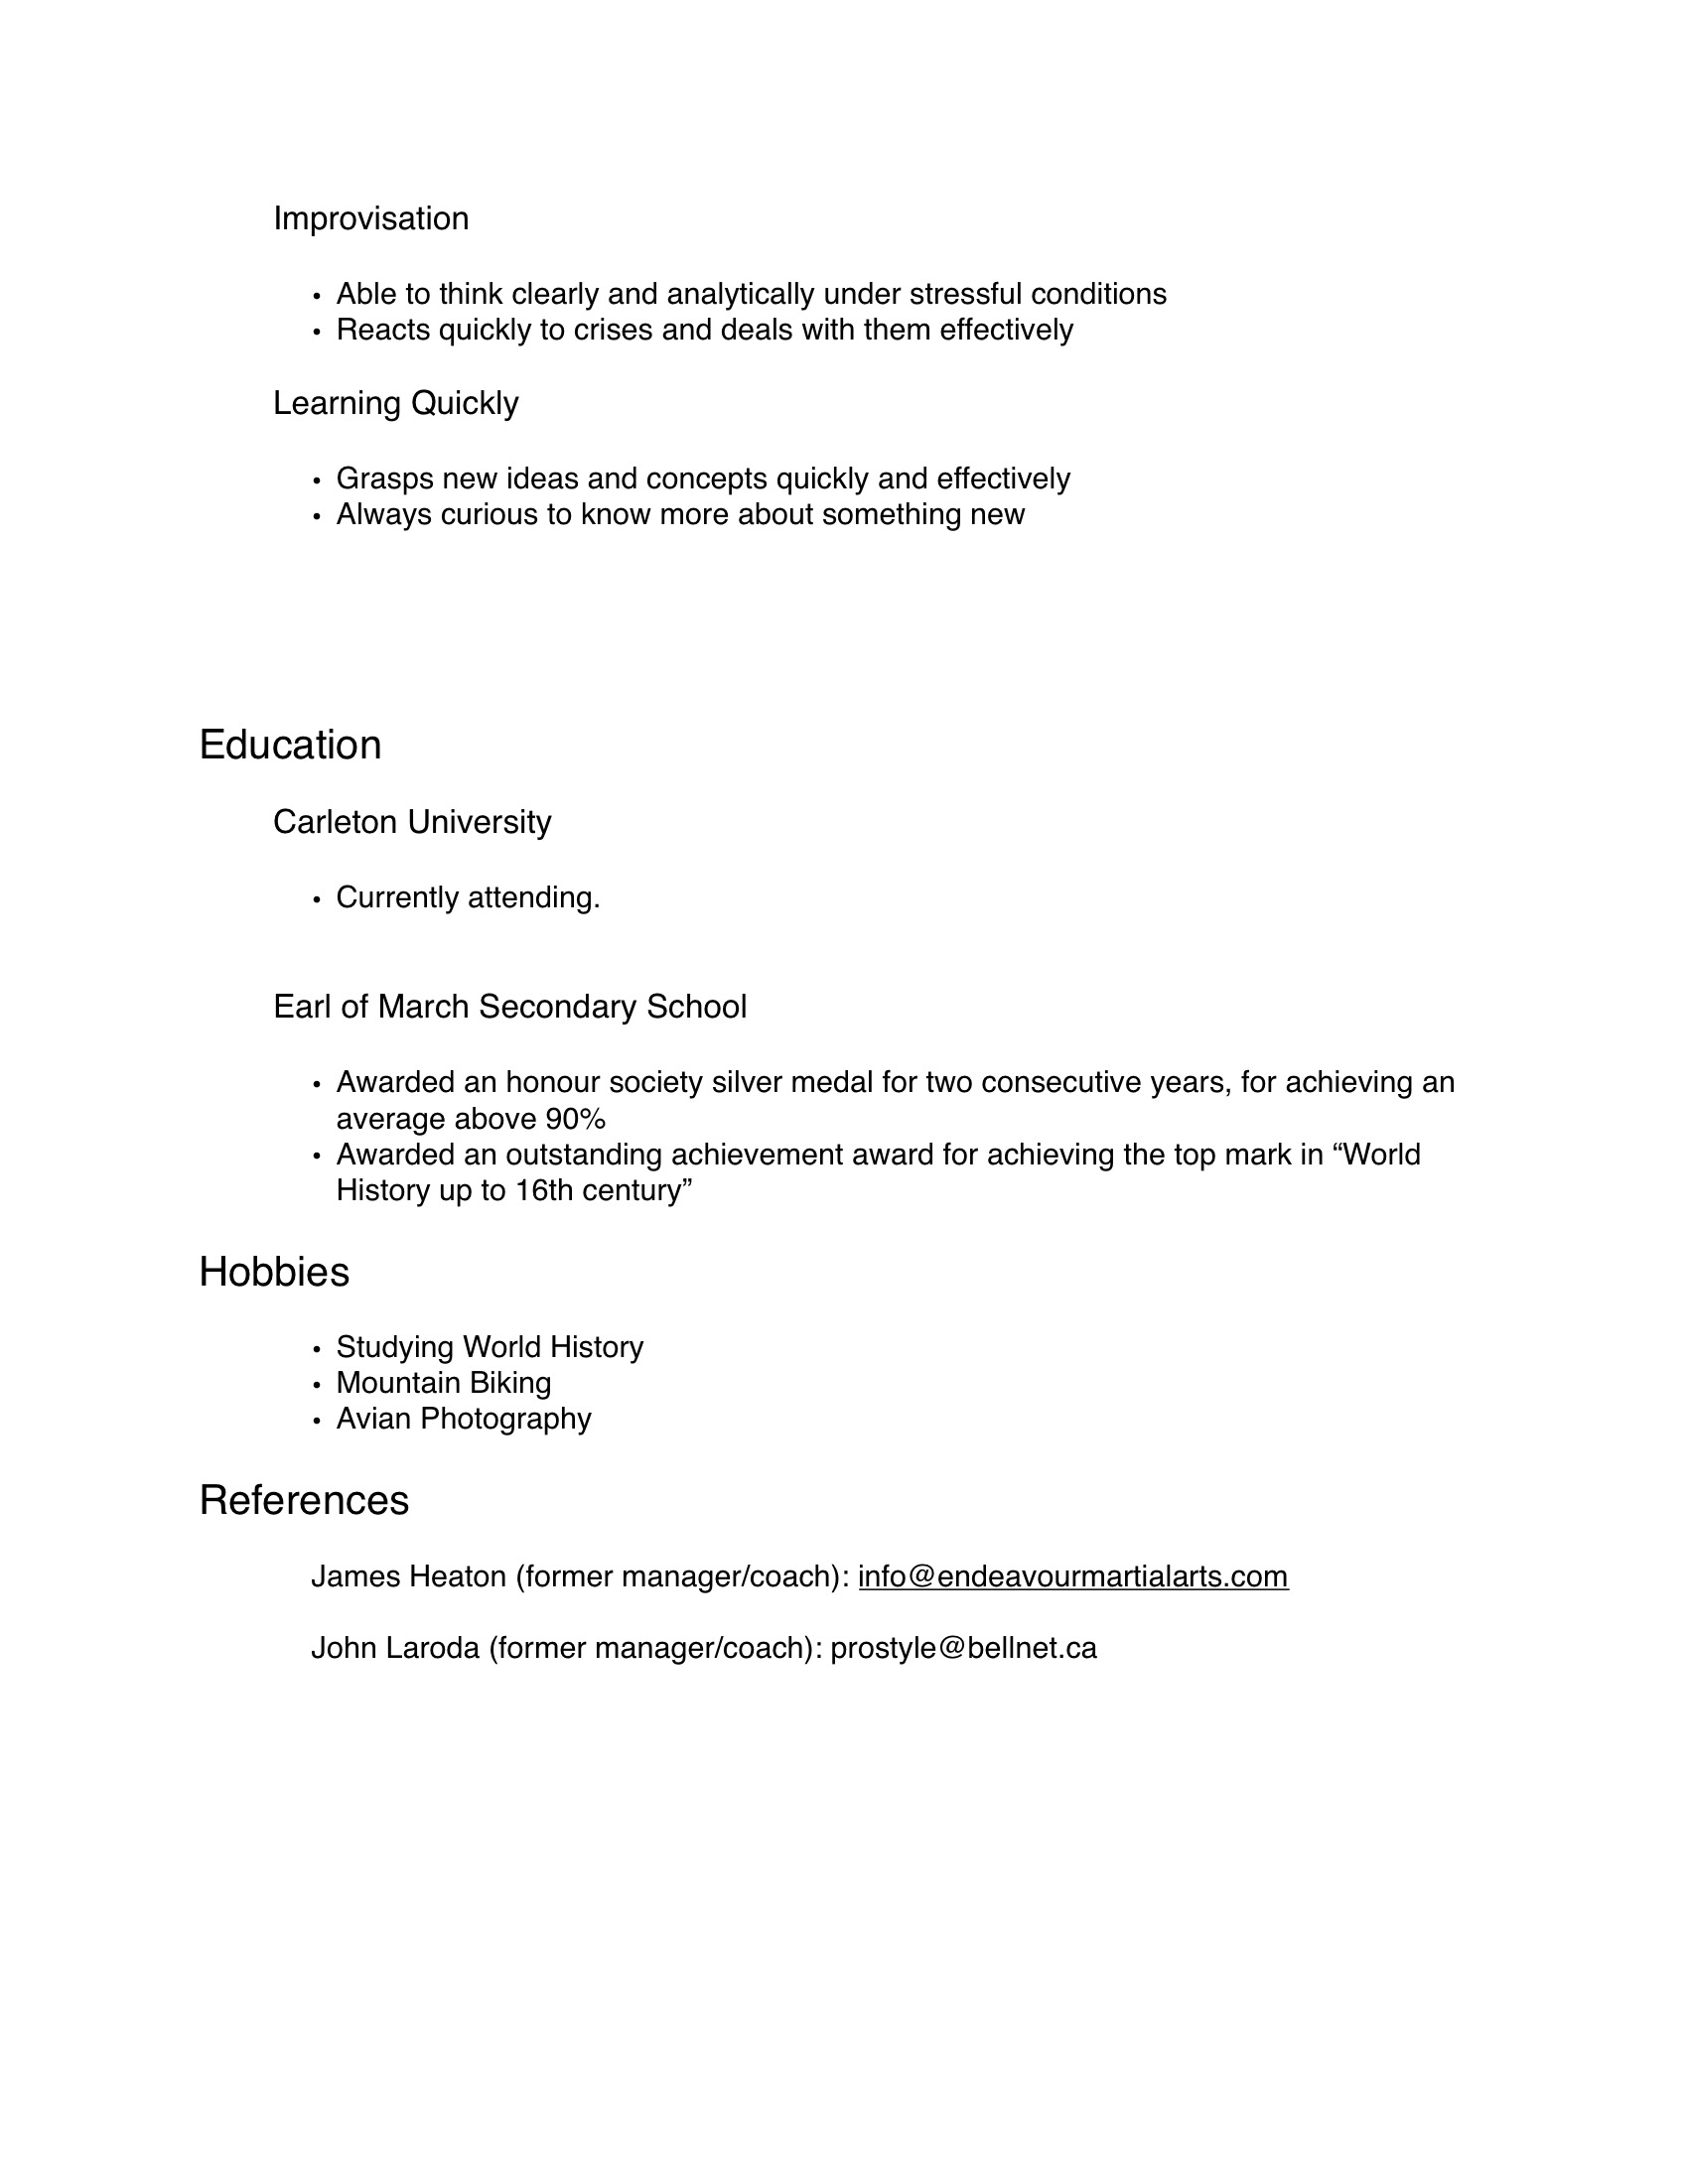 Improvisation
• Able to think clearly and analytically under stressful conditions
• Reacts quickly to crises and deals with them effectively
Learning Quickly
• Grasps new ideas and concepts quickly and effectively
• Always curious to know more about something new
Education
Carleton University
• Currently attending.
Earl of March Secondary School
• Awarded an honour society silver medal for two consecutive years, for achieving an
average above 90%
• Awarded an outstanding achievement award for achieving the top mark in “World
History up to 16th century”
Hobbies
• Studying World History
• Mountain Biking
• Avian Photography
References
James Heaton (former manager/coach): info@endeavourmartialarts.com
John Laroda (former manager/coach): prostyle@bellnet.ca